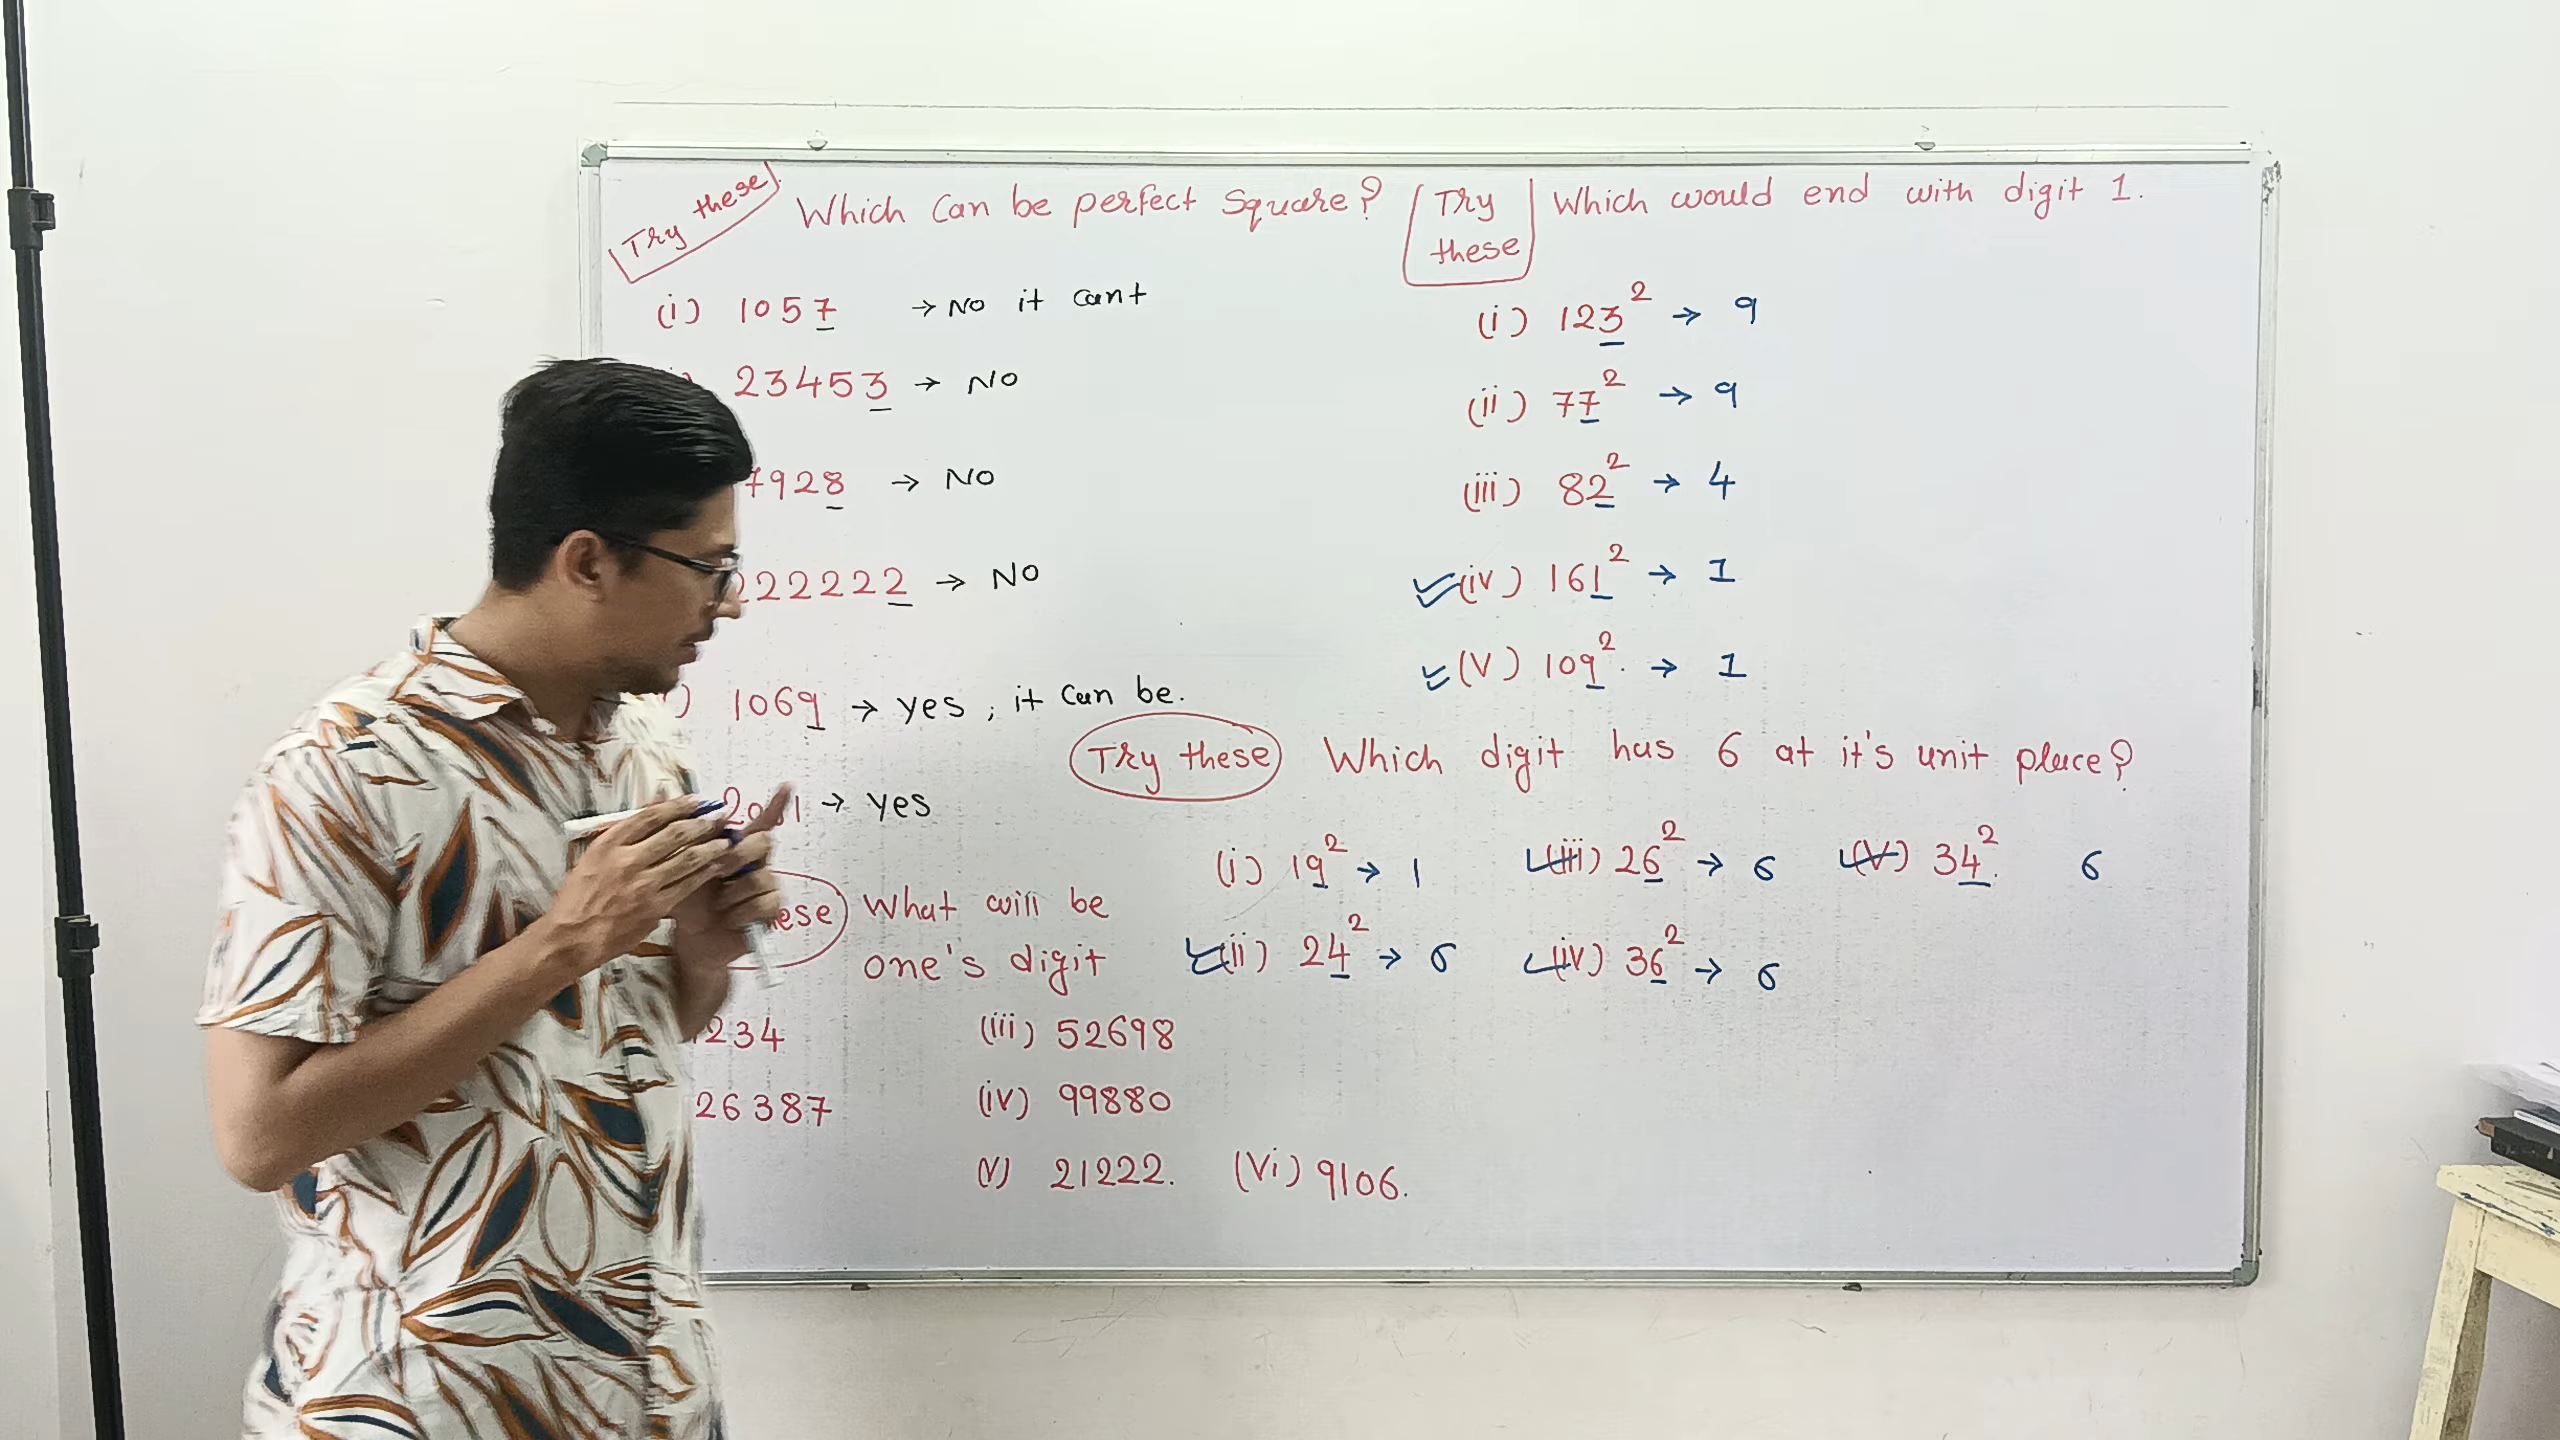 Try these Which Can be perfect Square?
(i) 1057 → No it cant
23453 → NO
7928 → NO
222222 → NO
1069 → yes, it can be.
→ yes
What will be
one's digit
234
26387
(iii) 52698
(iv) 99880
(V) 21222. (Vi) 9106.
Try
these
Which would end with digit 1.
(i) 123² → 9
(ii) 77² → 9
(iii) 82² → 4
(iv) 161² → 1
(V) 109². → 1
Try these Which digit has 6 at it's unit place?
(i) 19² → 1 (iii) 26² → 6 (V) 34². 6
(ii) 24² → 6 (iv) 36² → 6